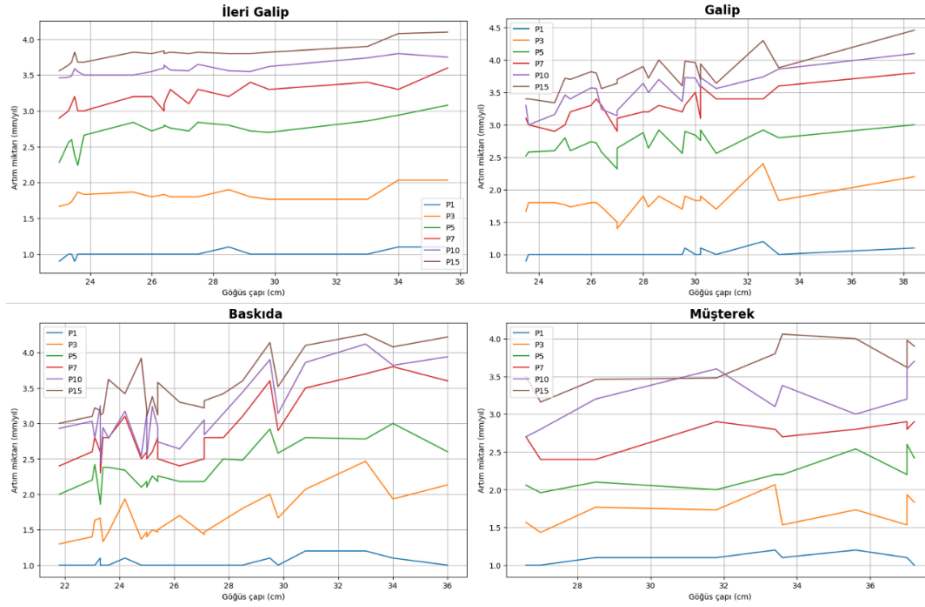 İleri Galip
Artım miktarı (mm/yıl)
4.0
3.5
3.0
2.5
2.0
1.5
1.0
P1
P3
P5
P7
P10
P15
24
26
28
30
32
34
36
Göğüs çapı (cm)
Galip
Artım miktarı (mm/yıl)
P1
P3
P5
P7
P10
P15
4.5
4.0
3.5
3.0
2.5
2.0
1.5
1.0
24
26
28
30
32
34
36
38
Göğüs çapı (cm)
Baskıda
Artım miktarı (mm/yıl)
P1
P3
P5
P7
P10
P15
4.0
3.5
3.0
2.5
2.0
1.5
1.0
22
24
26
28
30
32
34
36
Göğüs çapı (cm)
Müşterek
Artım miktarı (mm/yıl)
P1
P3
P5
P7
P10
P15
4.0
3.5
3.0
2.5
2.0
1.5
1.0
28
30
32
34
36
Göğüs çapı (cm)